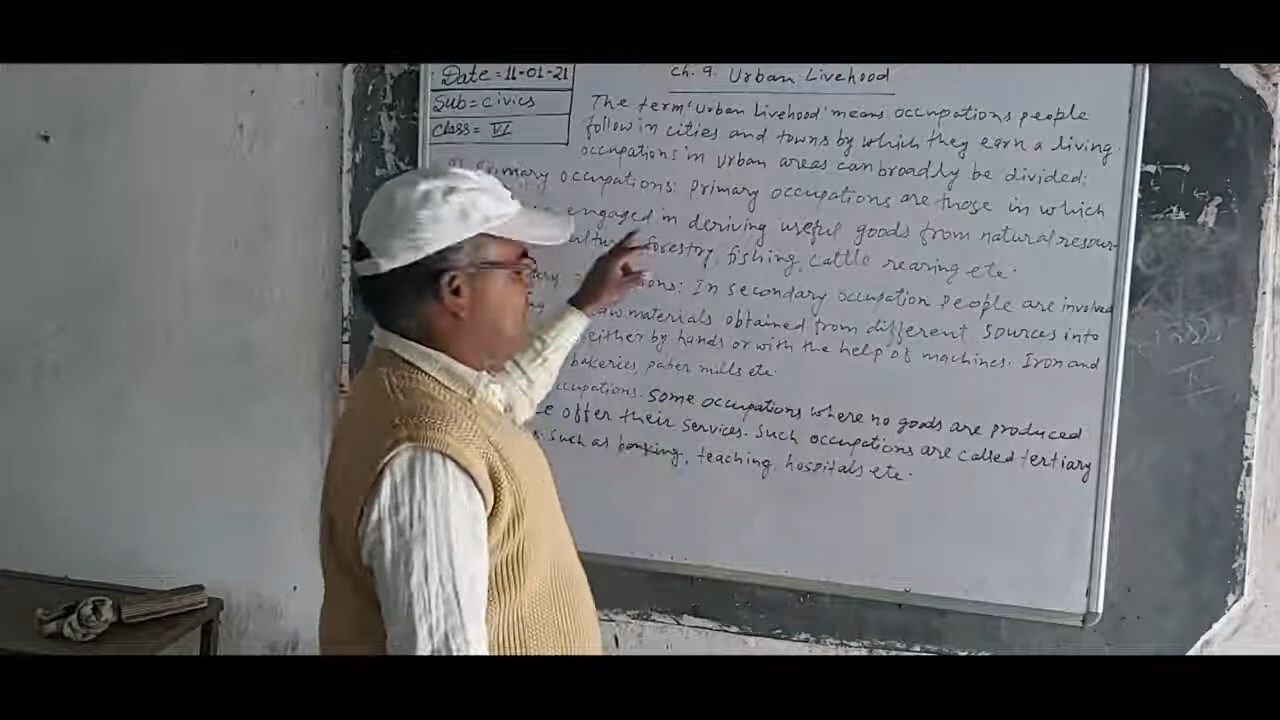 Date = 11-01-21
Sub = civics
Class = VI
Ch. 9. Urban Livehood
The term 'Urban Livehood' means occupations people
follow in cities and towns by which they earn a living.
occupations in urban areas can broadly be divided:
Primary occupations: primary occupations are those in which
engaged in deriving useful goods from natural resour-
forestry, fishing, cattle rearing etc.
In secondary occupation people are involved
raw materials obtained from different sources into
either by hands or with the help of machines. Iron and
bakeries, paper mills etc.
occupations. Some occupations where no goods are produced
offer their services. Such occupations are called tertiary
Such as banking, teaching, hospitals etc.